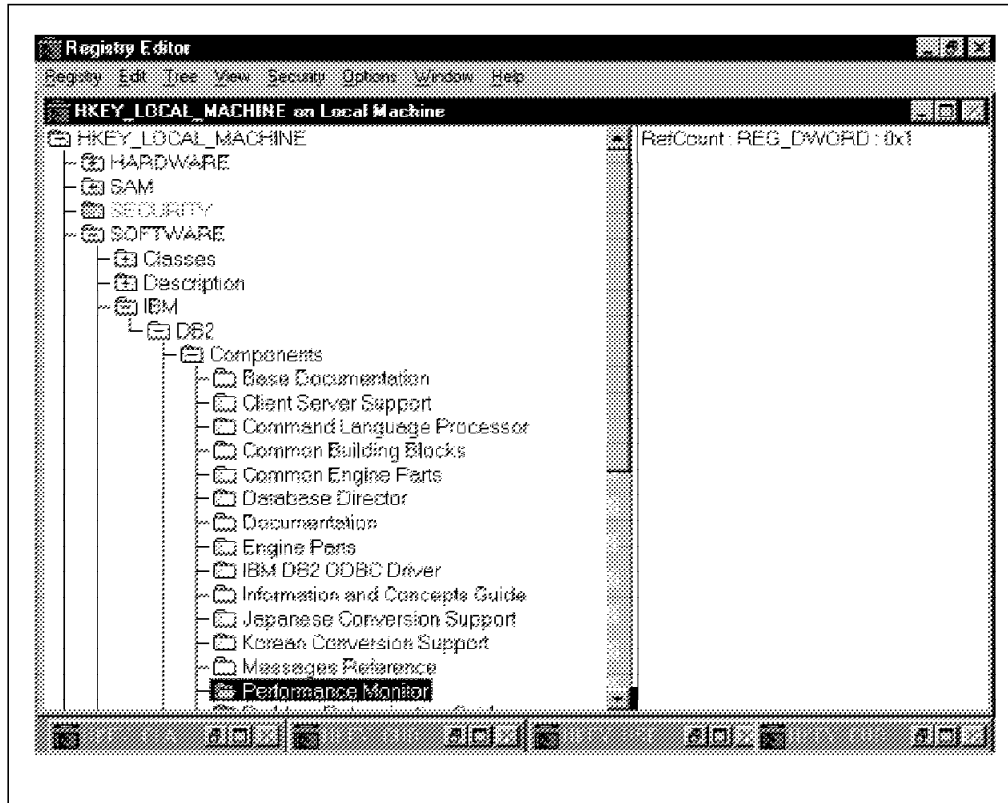 Registry Editor
Registry Edit Tree View Security Options Window Help
HKEY_LOCAL_MACHINE on Local Machine
HKEY_LOCAL_MACHINE
HARDWARE
SAM
SECURITY
SOFTWARE
Classes
Description
IBM
DB2
Components
Base Documentation
Client Server Support
Command Language Processor
Common Building Blocks
Common Engine Parts
Database Director
Documentation
Engine Parts
IBM DB2 ODBC Driver
Information and Concepts Guide
Japanese Conversion Support
Korean Conversion Support
Messages Reference
Performance Monitor
RefCount : REG_DWORD : 0x1